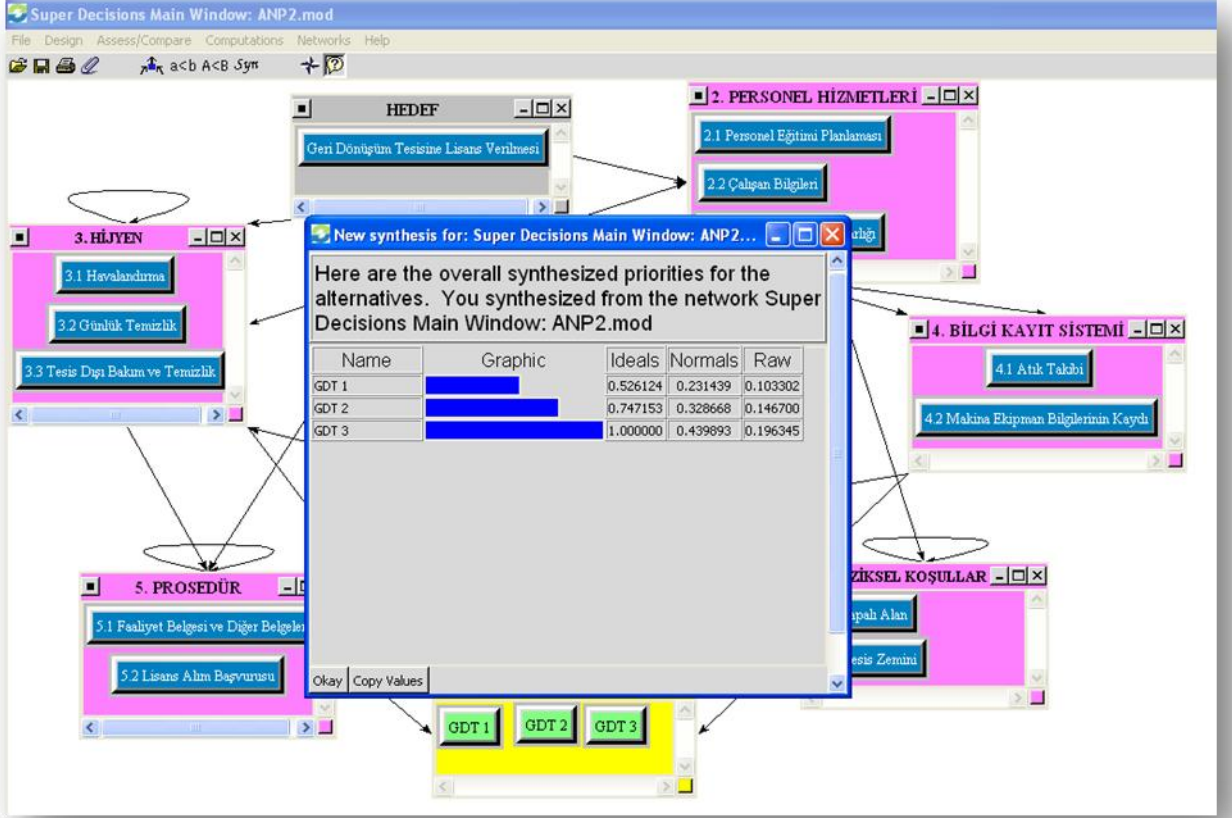 Super Decisions Main Window: ANP2.mod
File Design Assess/Compare Computations Networks Help
a<b A<B Syn
HEDEF
Geri Dönüşüm Tesisine Lisans Verilmesi
2. PERSONEL HİZMETLERİ
2.1 Personel Eğitimi Planlaması
2.2 Çalışan Bilgileri
3. HİJYEN
3.1 Havalandırma
3.2 Günlük Temizlik
3.3 Tesis Dışı Bakım ve Temizlik
New synthesis for: Super Decisions Main Window: ANP2...
Here are the overall synthesized priorities for the
alternatives. You synthesized from the network Super
Decisions Main Window: ANP2.mod
Name Graphic Ideals Normals Raw
GDT 1 0.526124 0.231439 0.103302
GDT 2 0.747153 0.328668 0.146700
GDT 3 1.000000 0.439893 0.196345
Okay Copy Values
4. BİLGİ KAYIT SİSTEMİ
4.1 Atık Takibi
4.2 Makina Ekipman Bilgilerinin Kaydı
5. PROSEDÜR
5.1 Faaliyet Belgesi ve Diğer
5.2 Lisans Alım Başvurusu
KOŞULLAR
Alan
Zemini
GDT 1 GDT 2 GDT 3